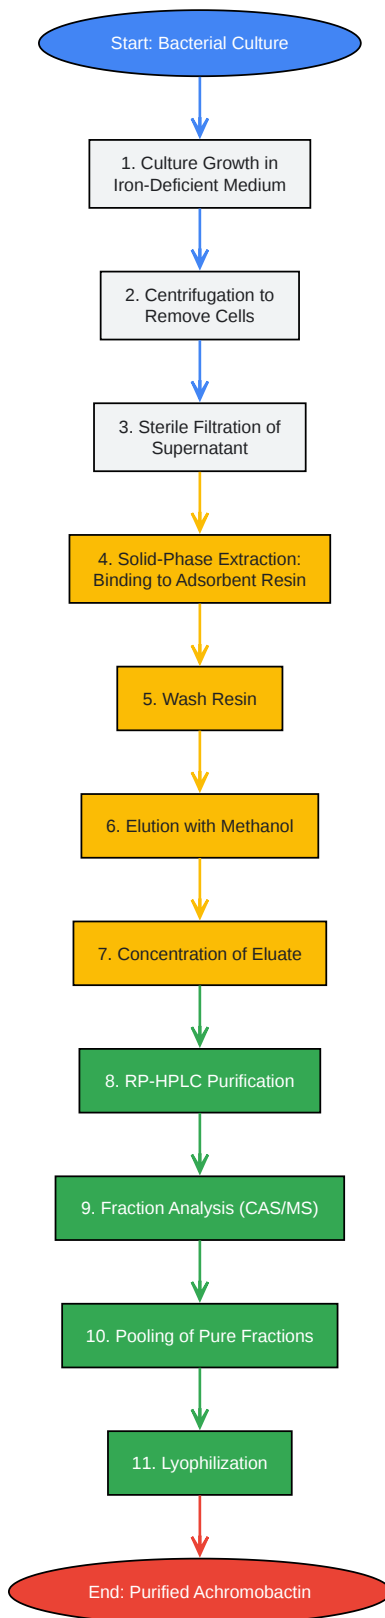 Start: Bacterial Culture
1. Culture Growth in
Iron-Deficient Medium
2. Centrifugation to
Remove Cells
3. Sterile Filtration of
Supernatant
4. Solid-Phase Extraction:
Binding to Adsorbent Resin
5. Wash Resin
6. Elution with Methanol
7. Concentration of Eluate
8. RP-HPLC Purification
9. Fraction Analysis (CAS/MS)
10. Pooling of Pure Fractions
11. Lyophilization
End: Purified Achromobactin